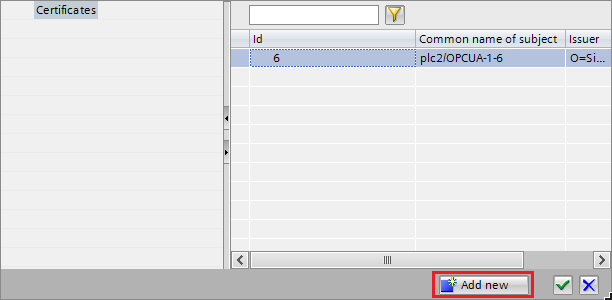 Certificates
Id Common name of subject Issuer
6 plc2/OPCUA-1-6 O=Si...
Add new